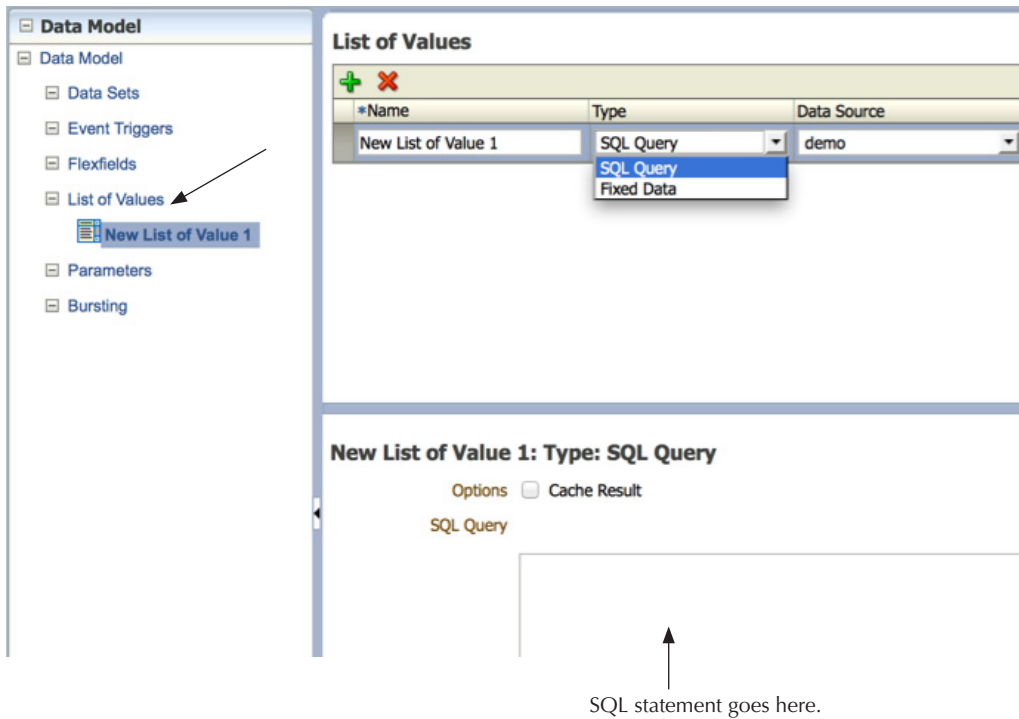 Data Model
Data Model
Data Sets
Event Triggers
Flexfields
List of Values
New List of Value 1
Parameters
Bursting
List of Values
*Name Type Data Source
New List of Value 1 SQL Query demo
SQL Query
Fixed Data
New List of Value 1: Type: SQL Query
Options Cache Result
SQL Query
SQL statement goes here.